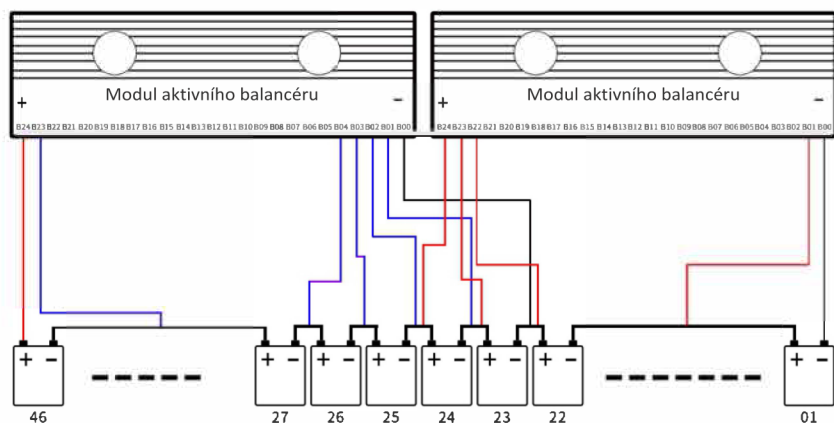 Modul aktivního balancéru
Modul aktivního balancéru
+ − + −
B24 B23 B22 B21 B20 B19 B18 B17 B16 B15 B14 B13 B12 B11 B10 B09 B08 B07 B06 B05 B04 B03 B02 B01 B00
B24 B23 B22 B21 B20 B19 B18 B17 B16 B15 B14 B13 B12 B11 B10 B09 B08 B07 B06 B05 B04 B03 B02 B01 B00
+ − + − + − + − + − + − + − + −
46 27 26 25 24 23 22 01